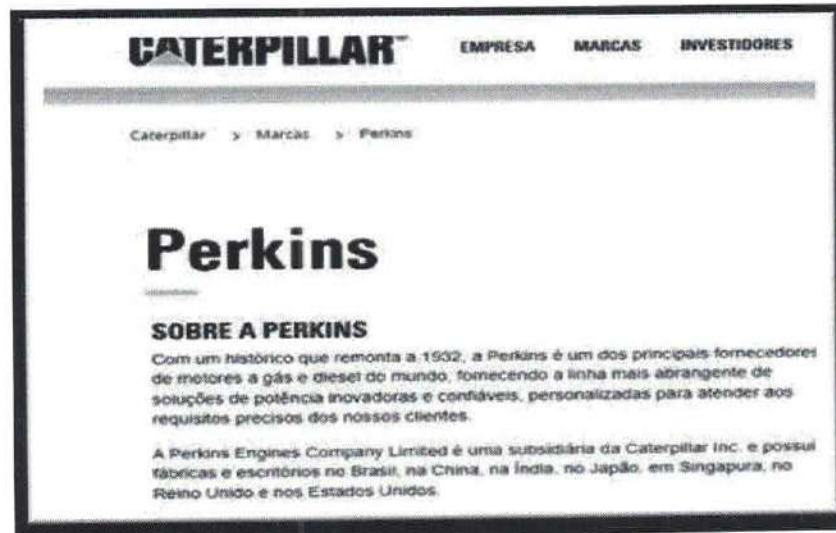 CATERPILLAR™ EMPRESA MARCAS INVESTIDORES
Caterpillar > Marcas > Perkins
Perkins
SOBRE A PERKINS
Com um histórico que remonta a 1932, a Perkins é um dos principais fornecedores
de motores a gás e diesel do mundo, fornecendo a linha mais abrangente de
soluções de potência inovadoras e confiáveis, personalizadas para atender aos
requisitos precisos dos nossos clientes.
A Perkins Engines Company Limited é uma subsidiária da Caterpillar Inc. e possui
fábricas e escritórios no Brasil, na China, na Índia, no Japão, em Singapura, no
Reino Unido e nos Estados Unidos.